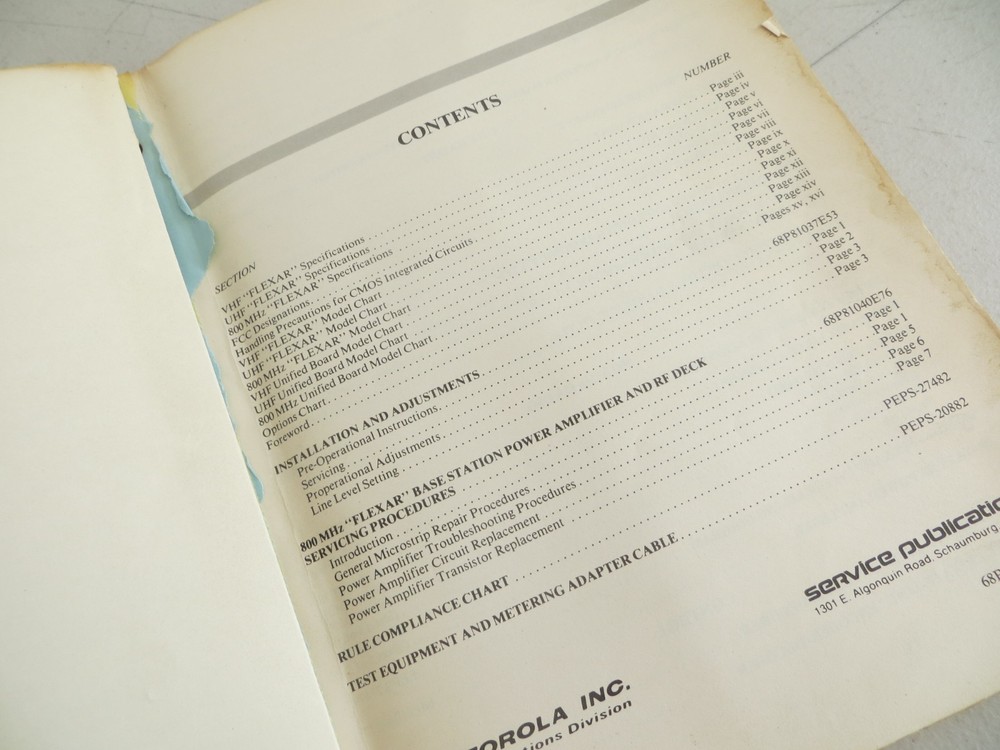 CONTENTS
SECTION NUMBER
VHF "FLEXAR" Specifications Page iii
UHF "FLEXAR" Specifications Page iv
800 MHz "FLEXAR" Specifications Page v
FCC Designations Page vi
Handling Precautions for CMOS Integrated Circuits Page vii
VHF "FLEXAR" Model Chart Page viii
UHF "FLEXAR" Model Chart Page ix
800 MHz "FLEXAR" Model Chart Page x
VHF Unified Board Model Chart Page xi
UHF Unified Board Model Chart Page xii
800 MHz Unified Board Model Chart Page xiii
Options Chart Page xiv
Foreword Pages xv, xvi
INSTALLATION AND ADJUSTMENTS 68P81037E53
Pre-Operational Instructions Page 1
Servicing Page 2
Properational Adjustments Page 3
Line Level Setting Page 3
800 MHz "FLEXAR" BASE STATION POWER AMPLIFIER AND RF DECK
SERVICING PROCEDURES 68P81040E76
Introduction Page 1
General Microstrip Repair Procedures Page 1
Power Amplifier Troubleshooting Procedures Page 5
Power Amplifier Circuit Replacement Page 6
Power Amplifier Transistor Replacement Page 7
RULE COMPLIANCE CHART PEPS-27482
TEST EQUIPMENT AND METERING ADAPTER CABLE PEPS-20882
service publicatio
1301 E. Algonquin Road, Schaumburg
68P
OROLA INC.
tions Division